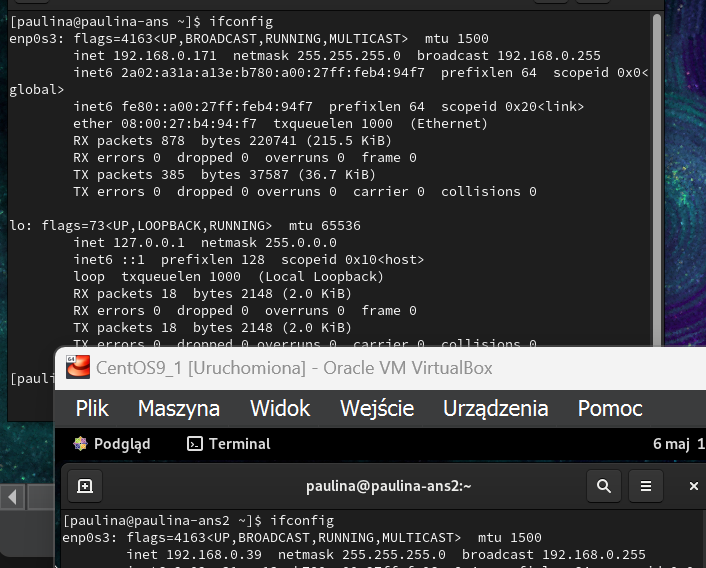 [paulina@paulina-ans ~]$ ifconfig
enp0s3: flags=4163<UP,BROADCAST,RUNNING,MULTICAST>  mtu 1500
        inet 192.168.0.171  netmask 255.255.255.0  broadcast 192.168.0.255
        inet6 2a02:a31a:a13e:b780:a00:27ff:feb4:94f7  prefixlen 64  scopeid 0x0<
global>
        inet6 fe80::a00:27ff:feb4:94f7  prefixlen 64  scopeid 0x20<link>
        ether 08:00:27:b4:94:f7  txqueuelen 1000  (Ethernet)
        RX packets 878  bytes 220741 (215.5 KiB)
        RX errors 0  dropped 0  overruns 0  frame 0
        TX packets 385  bytes 37587 (36.7 KiB)
        TX errors 0  dropped 0 overruns 0  carrier 0  collisions 0
lo: flags=73<UP,LOOPBACK,RUNNING>  mtu 65536
        inet 127.0.0.1  netmask 255.0.0.0
        inet6 ::1  prefixlen 128  scopeid 0x10<host>
        loop  txqueuelen 1000  (Local Loopback)
        RX packets 18  bytes 2148 (2.0 KiB)
        RX errors 0  dropped 0  overruns 0  frame 0
        TX packets 18  bytes 2148 (2.0 KiB)
        TX errors 0  dropped 0 overruns 0  carrier 0  collisions 0
[pauli
64 CentOS9_1 [Uruchomiona] - Oracle VM VirtualBox
Plik Maszyna Widok Wejście Urządzenia Pomoc
Podgląd Terminal 6 maj 1
paulina@paulina-ans2:~
[paulina@paulina-ans2 ~]$ ifconfig
enp0s3: flags=4163<UP,BROADCAST,RUNNING,MULTICAST>  mtu 1500
        inet 192.168.0.39  netmask 255.255.255.0  broadcast 192.168.0.255